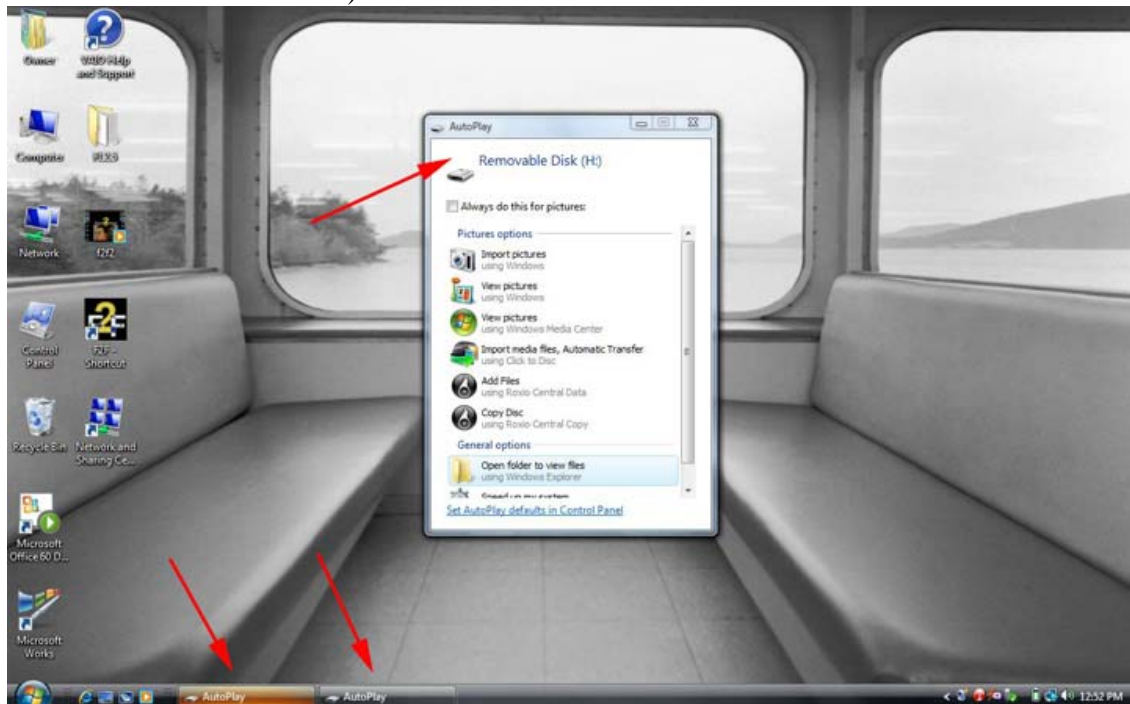 )
Owner
VAIO Help
and Support
Computer
Network
f2f2
Control
Panel
F2F -
Shortcut
Recycle Bin
Network and
Sharing Ce...
Microsoft
Office 60 D...
Microsoft
Works
AutoPlay
Removable Disk (H:)
Always do this for pictures:
Pictures options
Import pictures
using Windows
View pictures
using Windows
View pictures
using Windows Media Center
Import media files, Automatic Transfer
using Click to Disc
Add Files
using Roxio Central Data
Copy Disc
using Roxio Central Copy
General options
Open folder to view files
using Windows Explorer
Speed up my system
Set AutoPlay defaults in Control Panel
AutoPlay
AutoPlay
12:52 PM